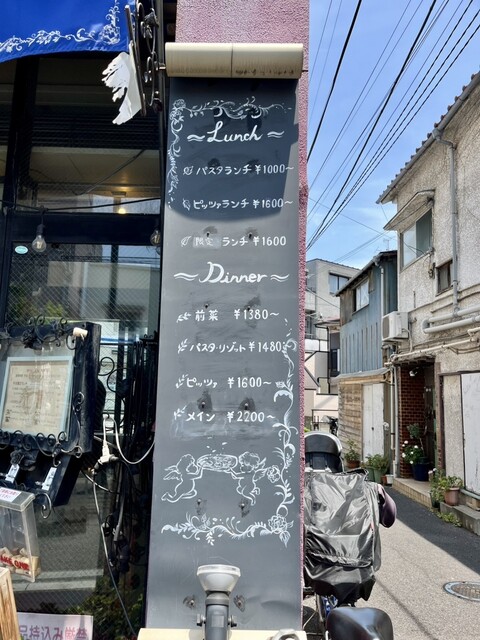 ~Lunch~
パスタランチ ¥1000~
ピッツァランチ ¥1600~
限定 ランチ ¥1600
~Dinner~
前菜 ¥1380~
パスタ・リゾット ¥1480~
ピッツァ ¥1600~
メイン ¥2200~